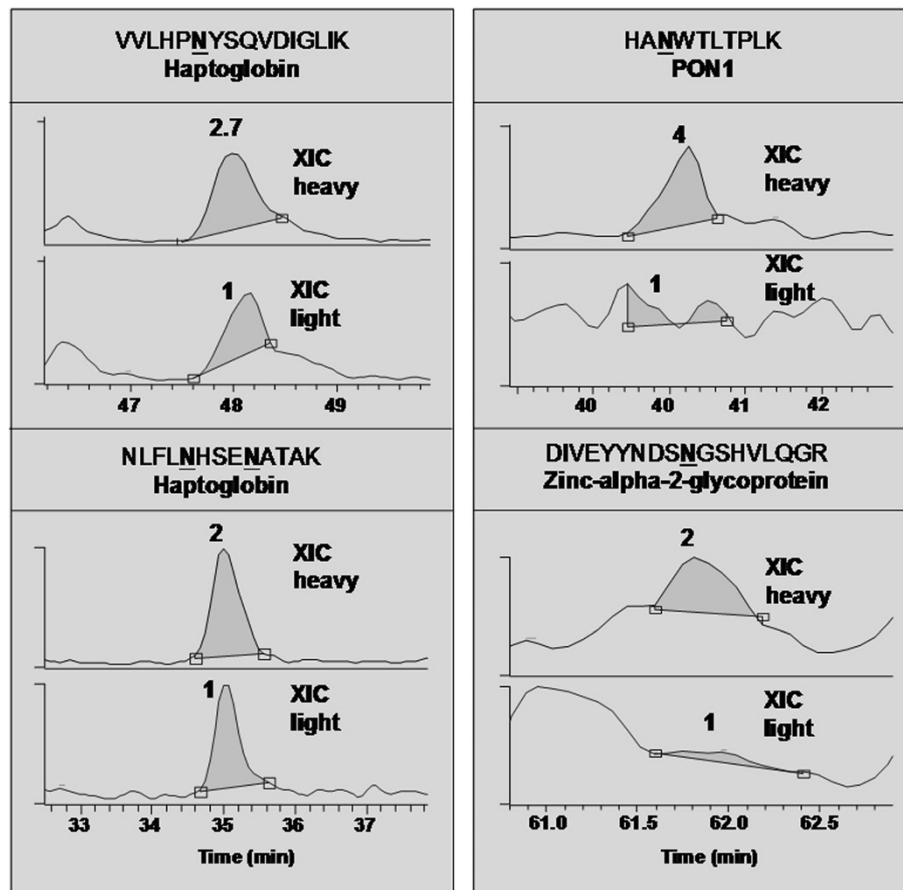 VVLHPNYSQVDIGLIK
Haptoglobin
2.7
XIC
heavy
1
XIC
light
47 48 49
HANWTLTPLK
PON1
4
XIC
heavy
1
XIC
light
40 40 41 42
NLFLNHSENATAK
Haptoglobin
2
XIC
heavy
1
XIC
light
33 34 35 36 37
Time (min)
DIVEYYNDSNGSHVLQGR
Zinc-alpha-2-glycoprotein
2
XIC
heavy
1
XIC
light
61.0 61.5 62.0 62.5
Time (min)